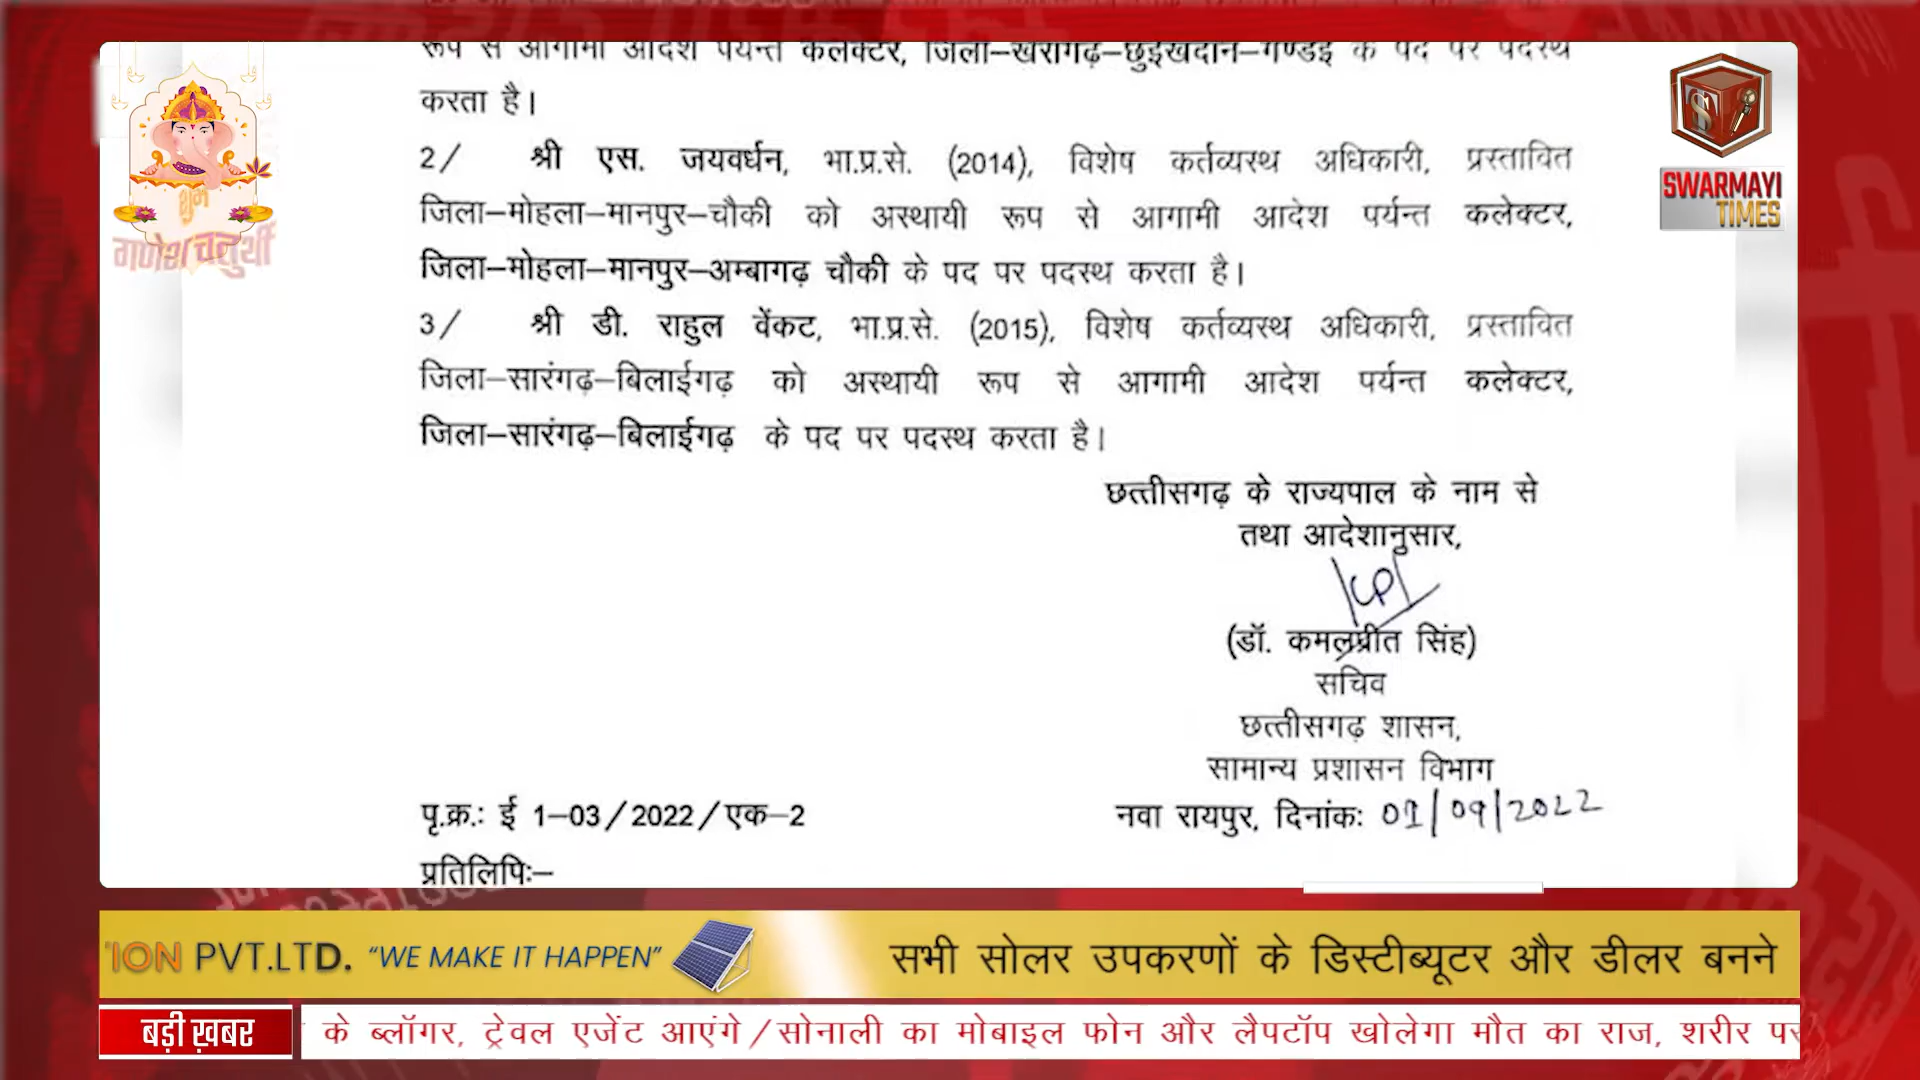 रूप से आगामी आदेश पर्यन्त कलेक्टर, जिला–खैरागढ़–छुईखदान–गण्डई के पद पर पदस्थ
करता है।
2/ श्री एस. जयवर्धन, भा.प्र.से. (2014), विशेष कर्तव्यस्थ अधिकारी, प्रस्तावित
जिला–मोहला–मानपुर–चौकी को अस्थायी रूप से आगामी आदेश पर्यन्त कलेक्टर,
जिला–मोहला–मानपुर–अम्बागढ़ चौकी के पद पर पदस्थ करता है।
3/ श्री डी. राहुल वेंकट, भा.प्र.से. (2015), विशेष कर्तव्यस्थ अधिकारी, प्रस्तावित
जिला–सारंगढ़–बिलाईगढ़ को अस्थायी रूप से आगामी आदेश पर्यन्त कलेक्टर,
जिला–सारंगढ़–बिलाईगढ़ के पद पर पदस्थ करता है।
छत्तीसगढ़ के राज्यपाल के नाम से
तथा आदेशानुसार,
(डॉ. कमलप्रीत सिंह)
सचिव
छत्तीसगढ़ शासन,
सामान्य प्रशासन विभाग
पृ.क्र.: ई 1–03/2022/एक–2
नवा रायपुर, दिनांक: 01/09/2022
प्रतिलिपिः–
शुभ
गणेश चतुर्थी
SWARMAYI
TIMES
ION PVT.LTD. “WE MAKE IT HAPPEN”
सभी सोलर उपकरणों के डिस्टीब्यूटर और डीलर बनने
बड़ी ख़बर
के ब्लॉगर, ट्रेवल एजेंट आएंगे/सोनाली का मोबाइल फोन और लैपटॉप खोलेगा मौत का राज, शरीर पर